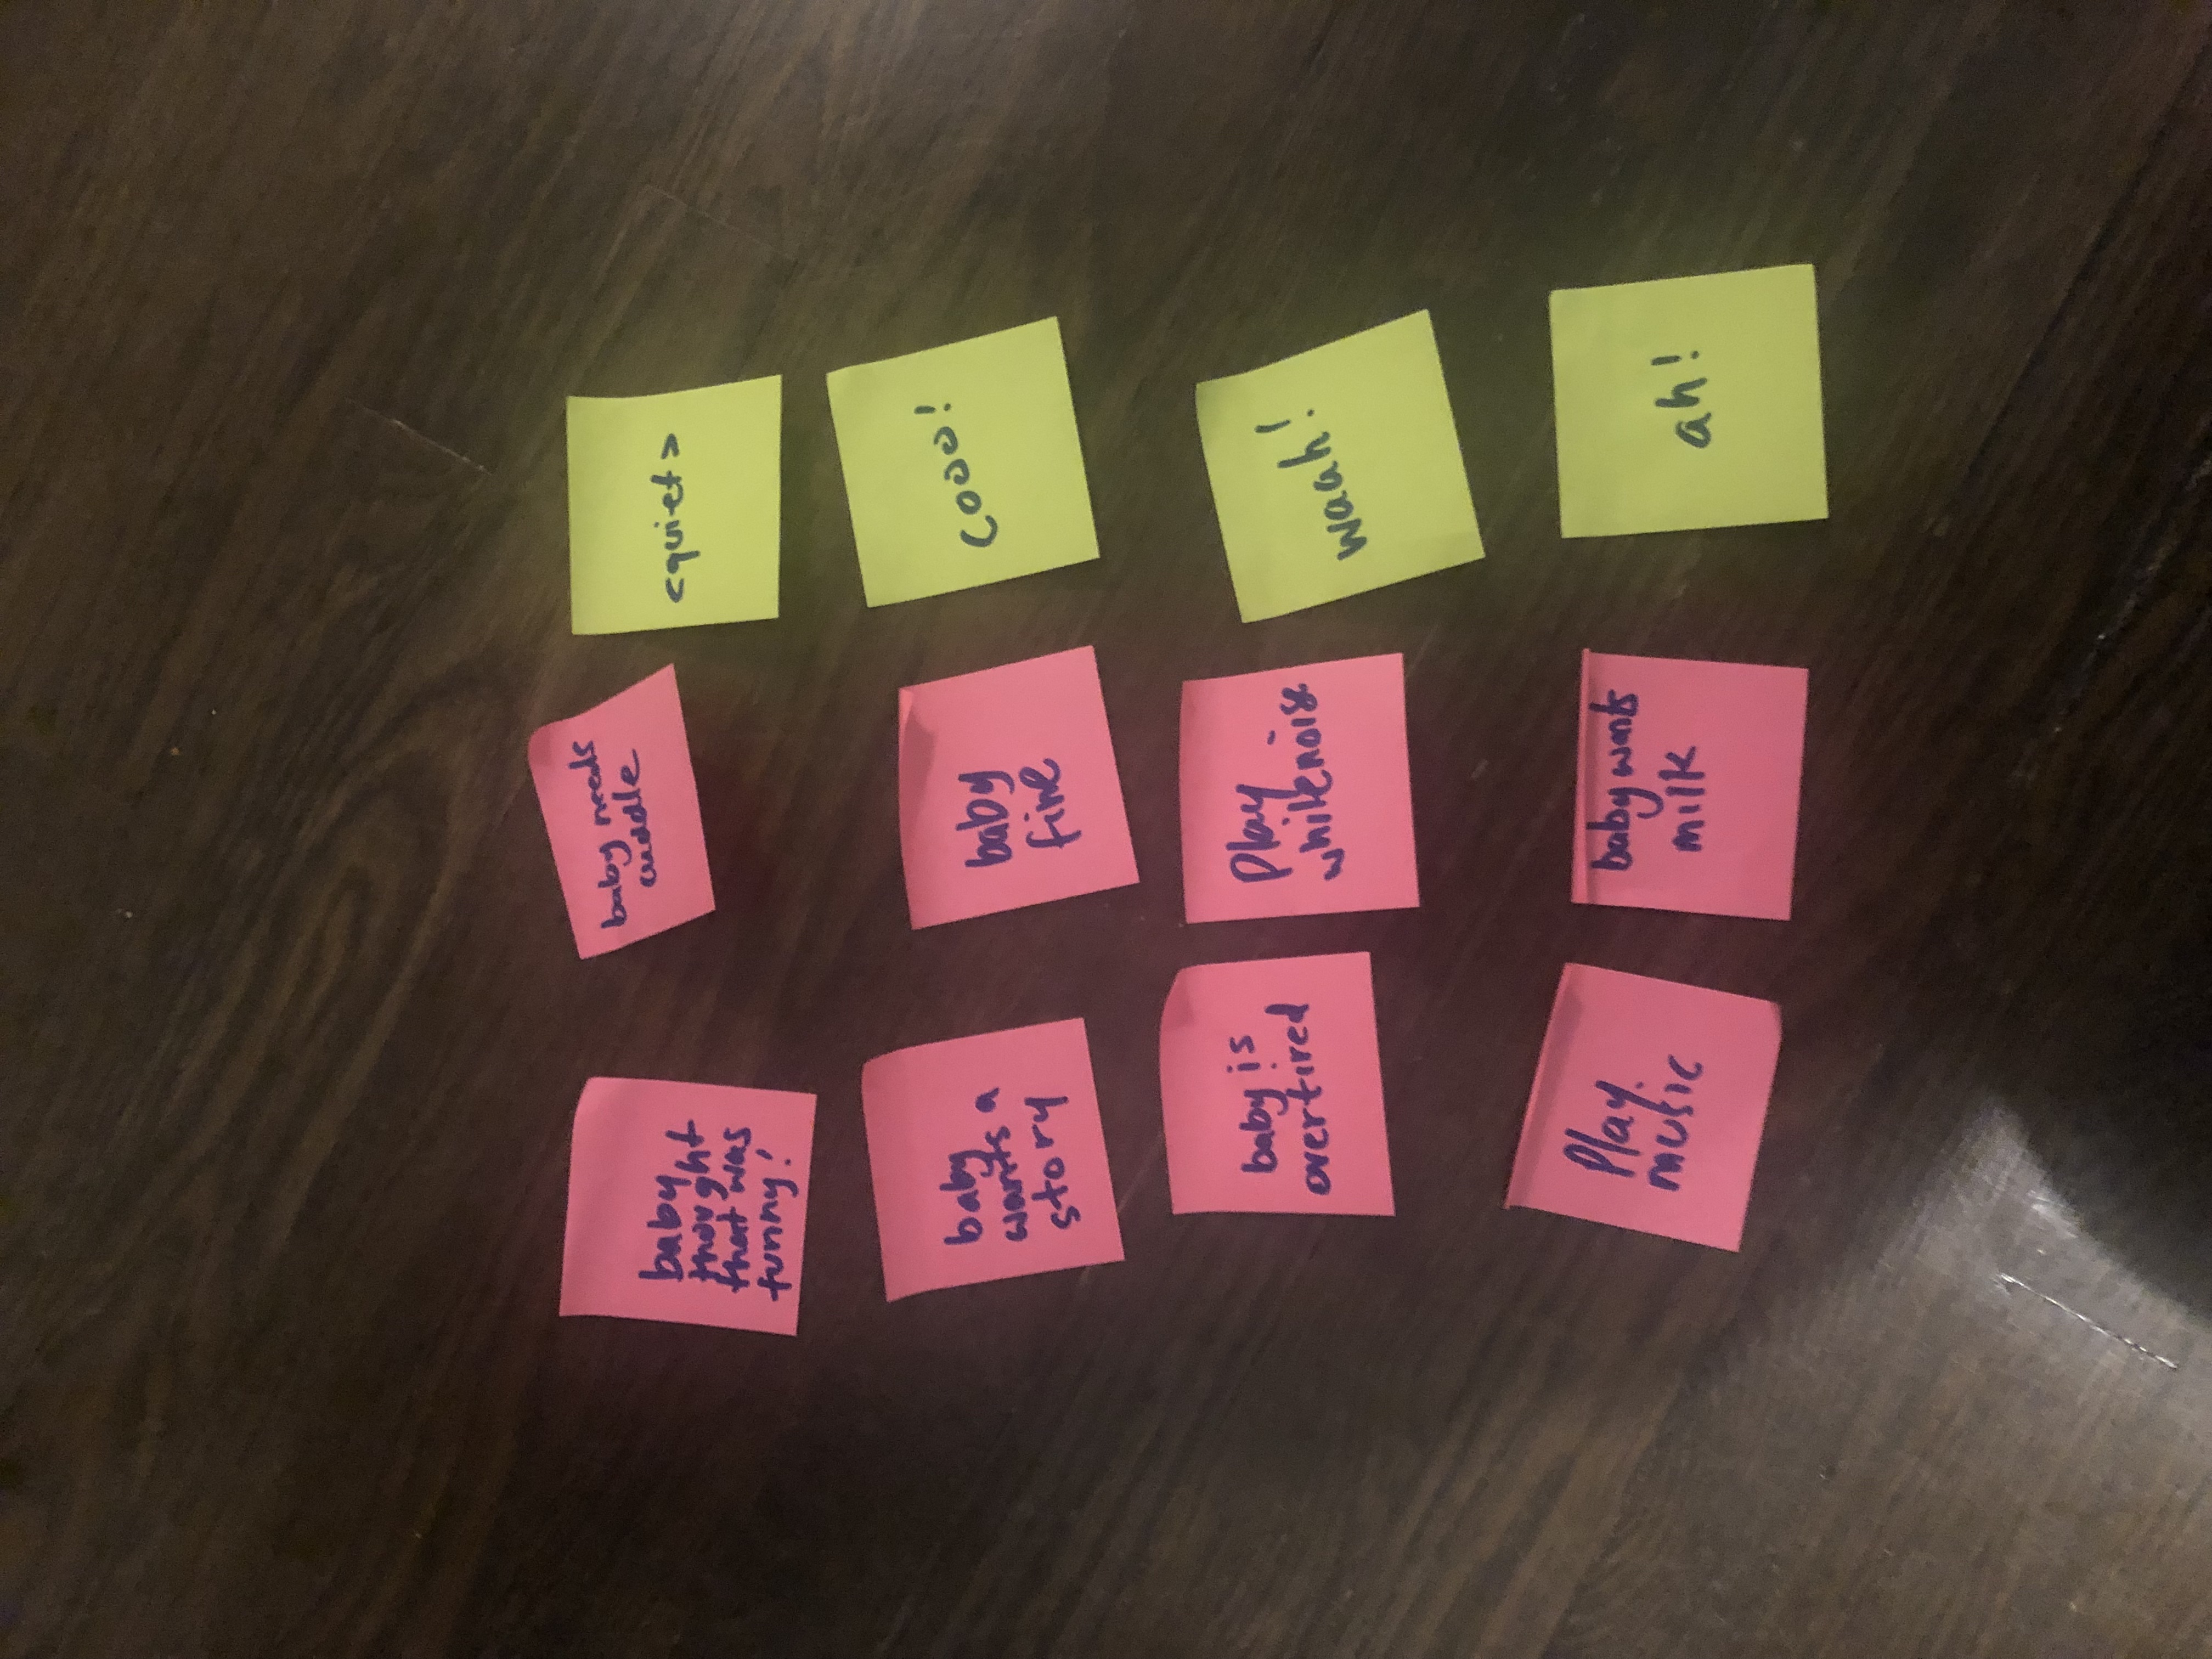 baby
thought
that was
funny!
baby needs
cuddle
<quiet>
baby
wants a
story
baby
fine
Cooo!
baby is
overtired
Play
whitenoise
Waah!
Play
music
baby wants
milk
ah!